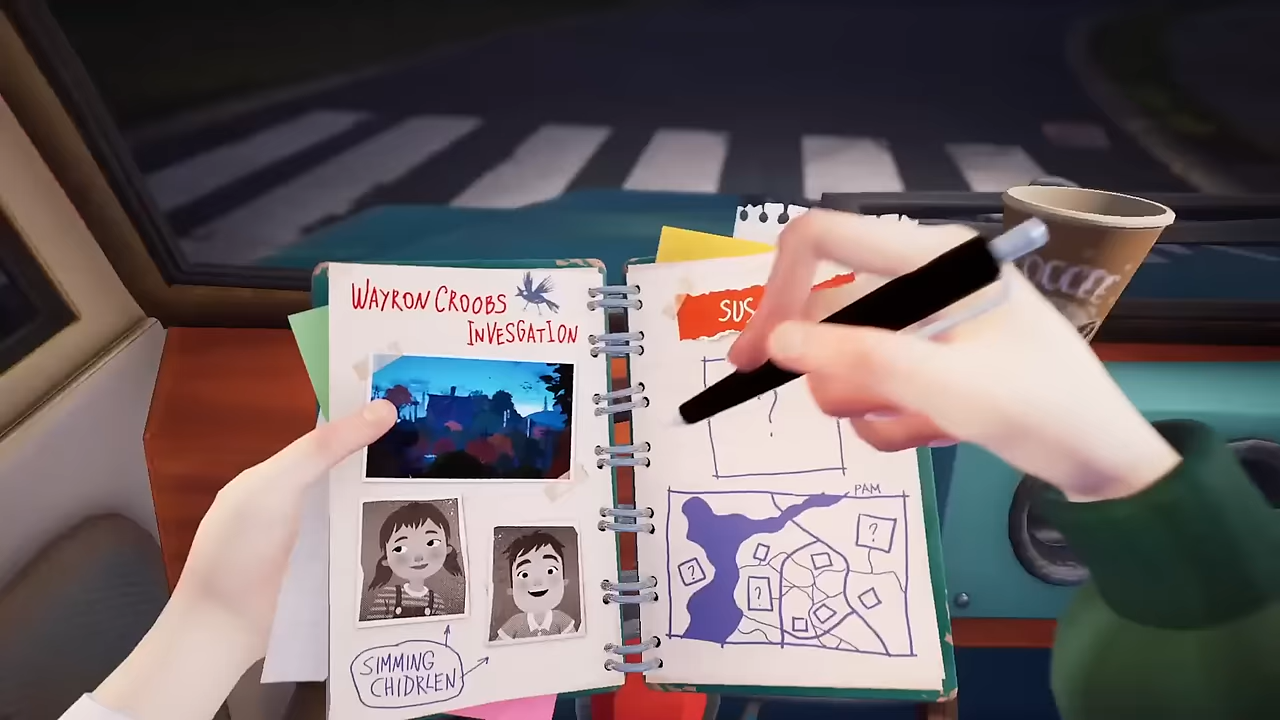 WAYRON CROOBS
INVESGATION
SUS
?
PAM
?
?
?
SIMMING
CHIDRLEN